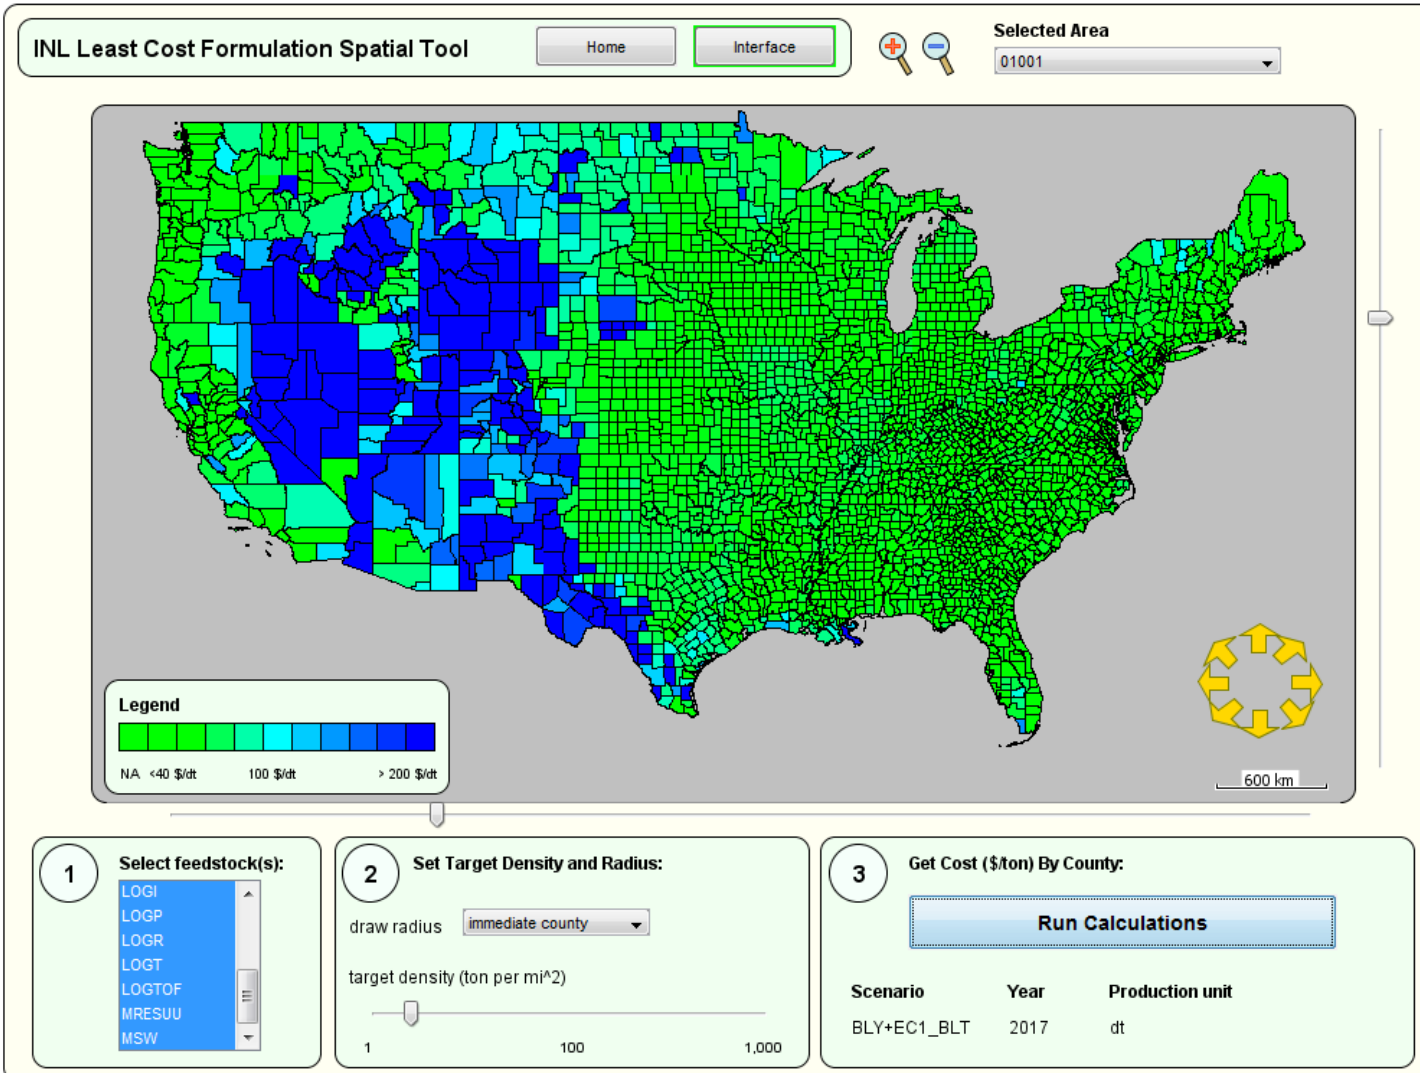 INL Least Cost Formulation Spatial Tool
Home
Interface
Selected Area
01001
Legend
NA <40 $/dt 100 $/dt > 200 $/dt
600 km
1
Select feedstock(s):
LOGI
LOGP
LOGR
LOGT
LOGTOF
MRESUU
MSW
2
Set Target Density and Radius:
draw radius
immediate county
target density (ton per mi^2)
1 100 1,000
3
Get Cost ($/ton) By County:
Run Calculations
Scenario Year Production unit
BLY+EC1_BLT 2017 dt